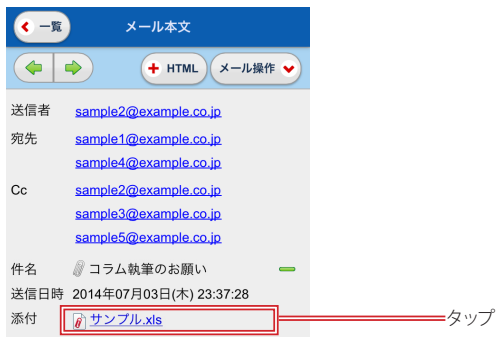 一覧 メール本文
HTML メール操作
送信者 sample2@example.co.jp
宛先 sample1@example.co.jp
sample4@example.co.jp
Cc sample2@example.co.jp
sample3@example.co.jp
sample5@example.co.jp
件名 コラム執筆のお願い
送信日時 2014年07月03日(木) 23:37:28
添付 サンプル.xls タップ